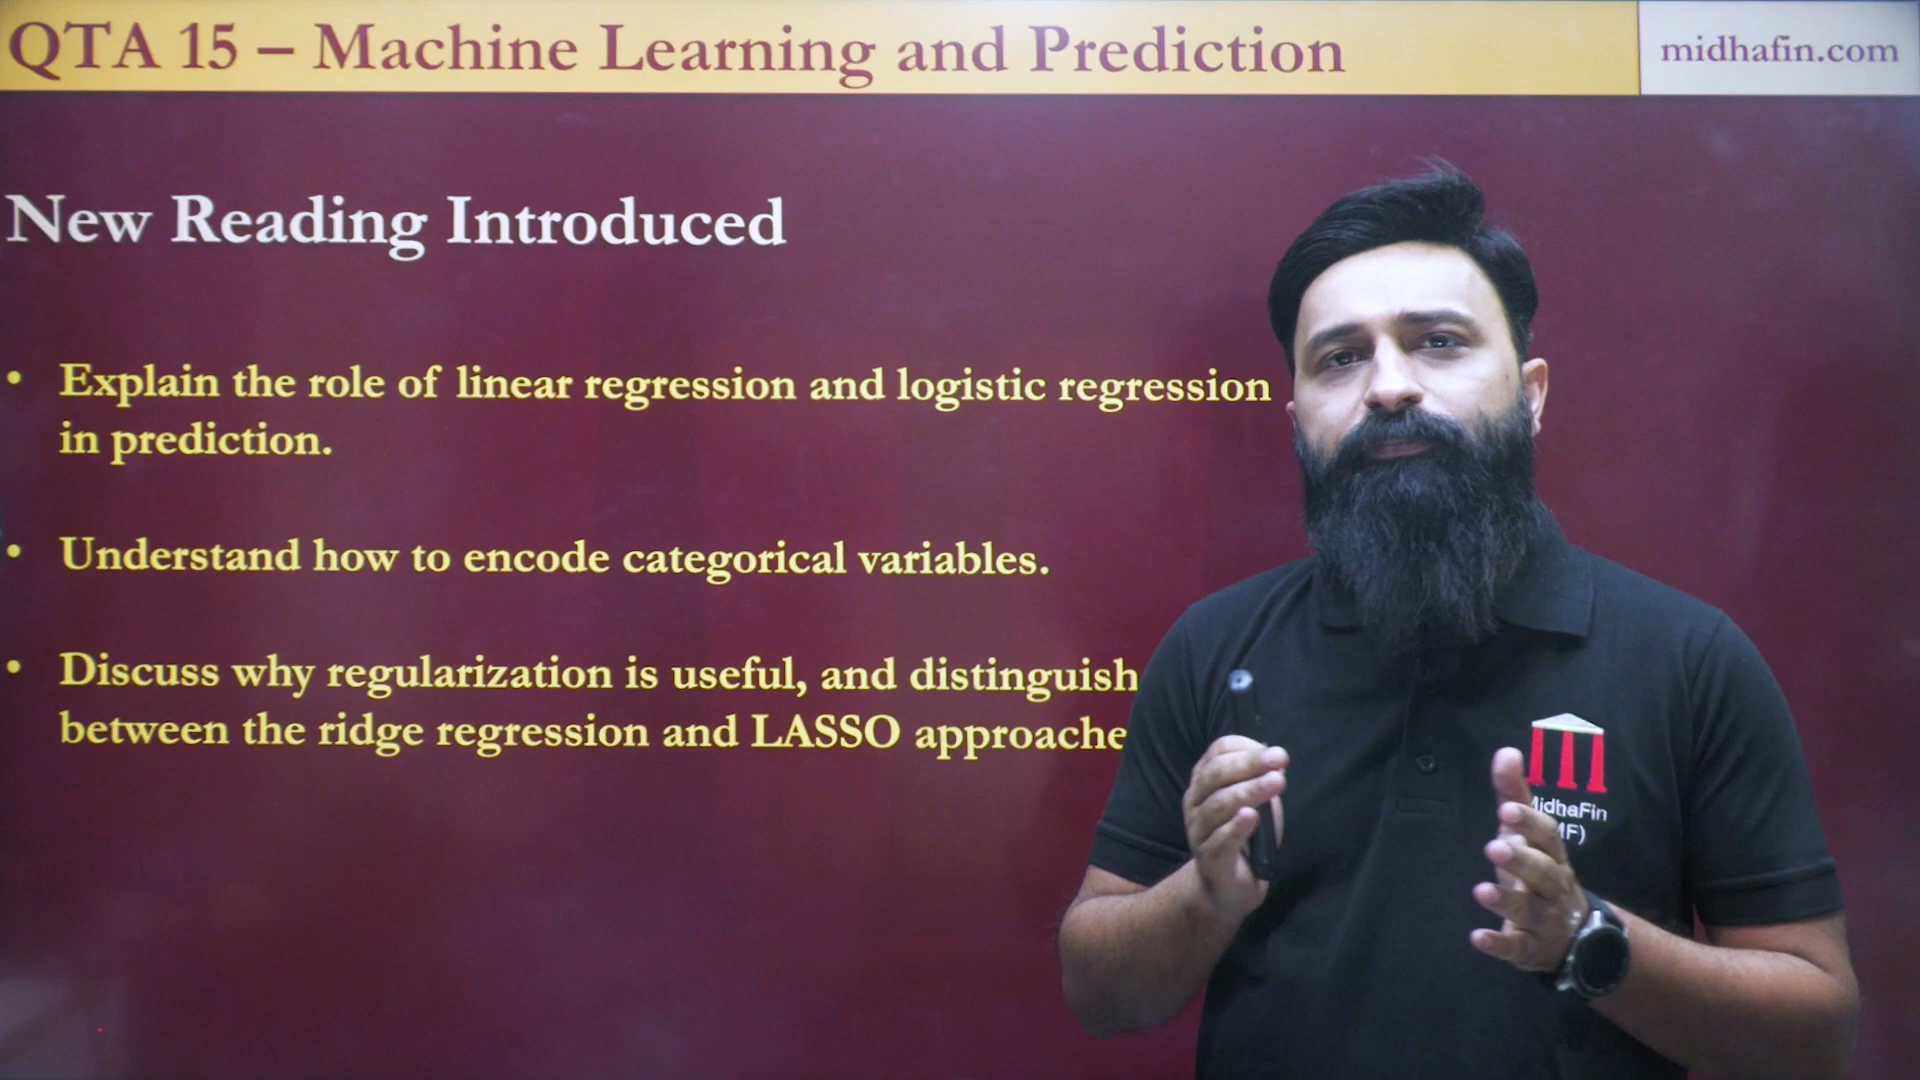 QTA 15 – Machine Learning and Prediction
midhafin.com
New Reading Introduced
• Explain the role of linear regression and logistic regression
in prediction.
• Understand how to encode categorical variables.
• Discuss why regularization is useful, and distinguish
between the ridge regression and LASSO approache
MidhaFin